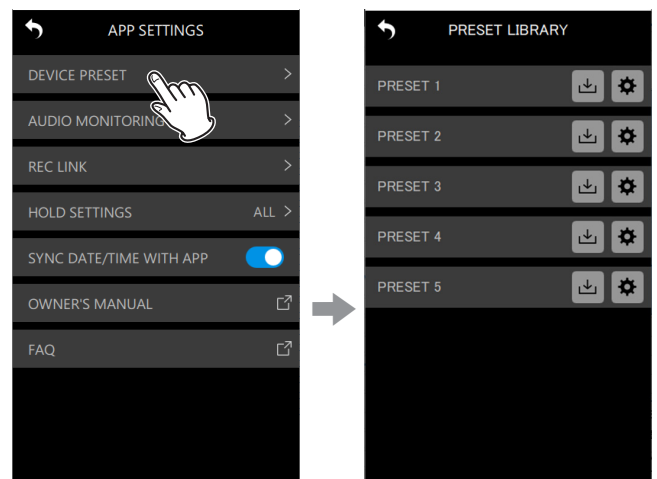 APP SETTINGS
DEVICE PRESET
AUDIO MONITORING
REC LINK
HOLD SETTINGS ALL
SYNC DATE/TIME WITH APP
OWNER'S MANUAL
FAQ
PRESET LIBRARY
PRESET 1
PRESET 2
PRESET 3
PRESET 4
PRESET 5